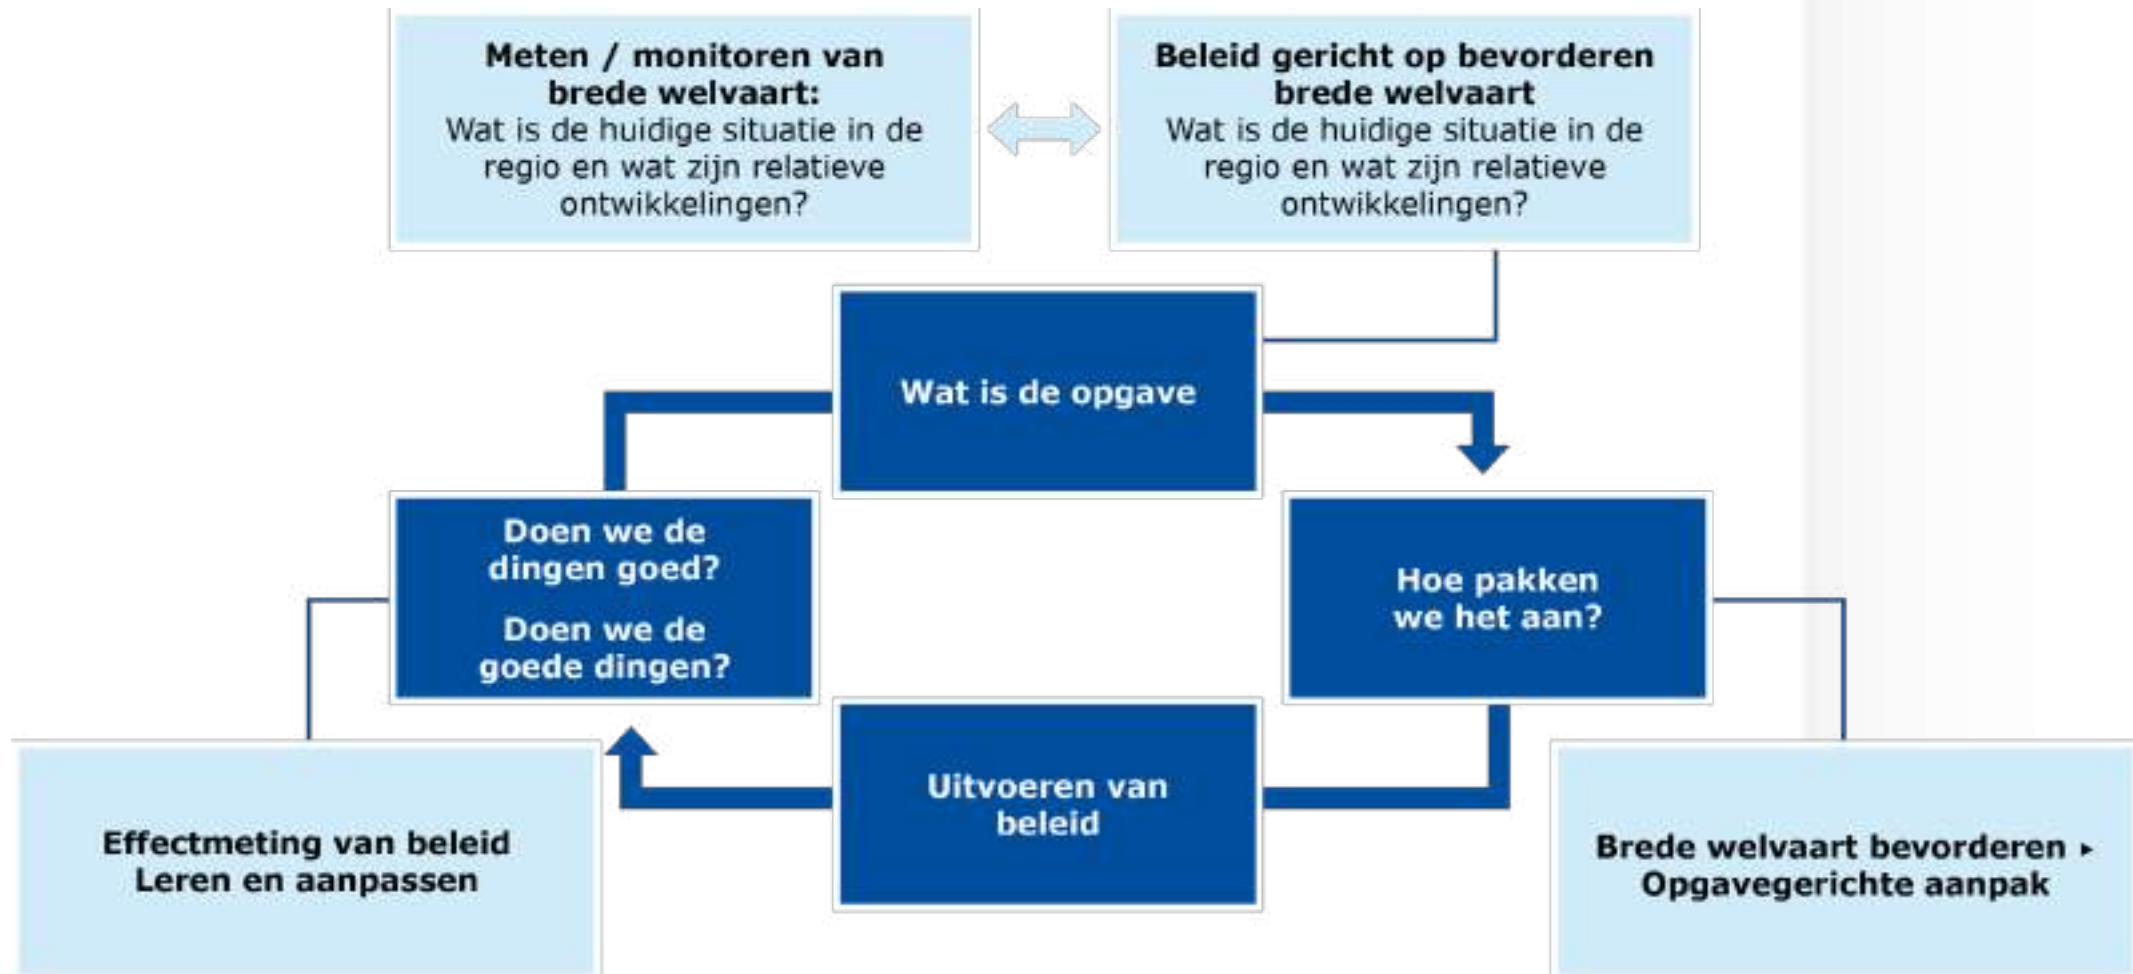 Meten / monitoren van
brede welvaart:
Wat is de huidige situatie in de
regio en wat zijn relatieve
ontwikkelingen?
Beleid gericht op bevorderen
brede welvaart
Wat is de huidige situatie in de
regio en wat zijn relatieve
ontwikkelingen?
Wat is de opgave
Doen we de
dingen goed?
Doen we de
goede dingen?
Hoe pakken
we het aan?
Uitvoeren van
beleid
Effectmeting van beleid
Leren en aanpassen
Brede welvaart bevorderen ▸
Opgavegerichte aanpak